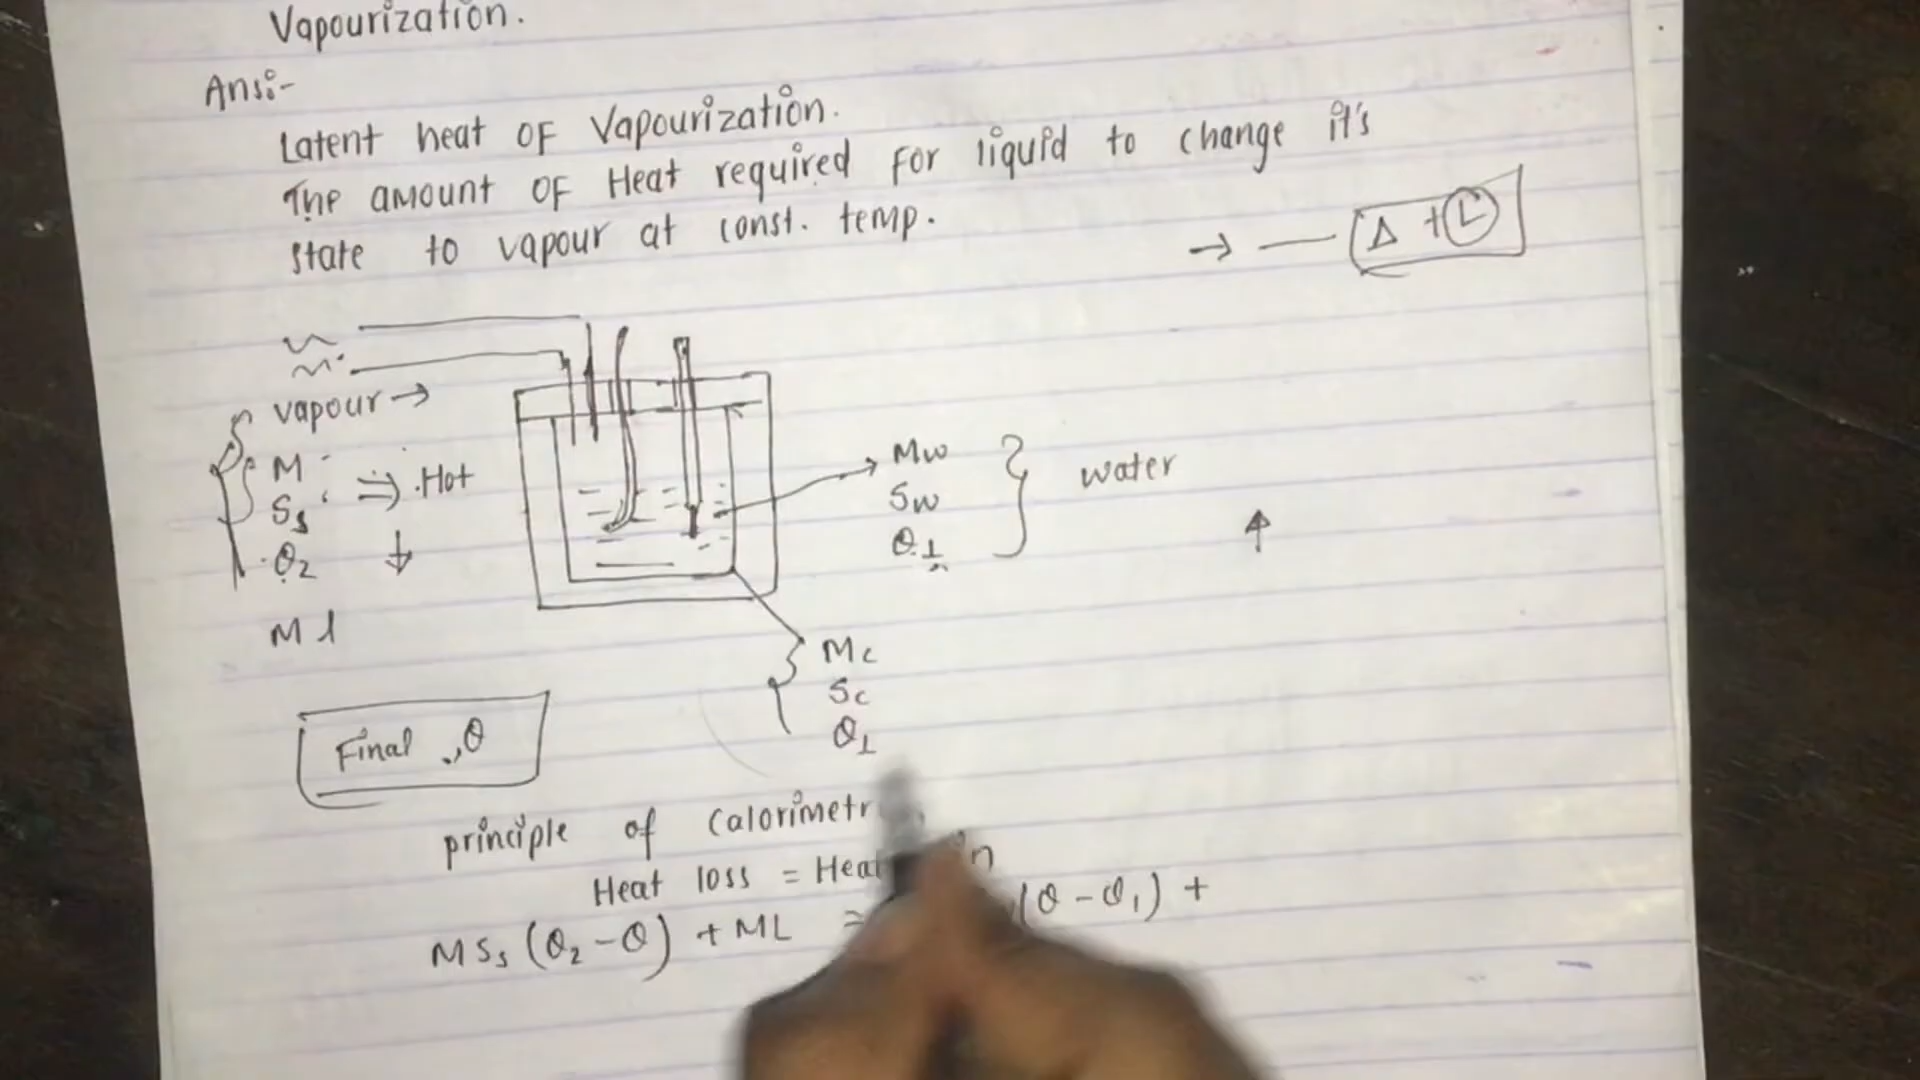 Vapourization.
Ans:-
Latent heat of Vapourization.
The amount of Heat required for liquid to change it's
state to vapour at const. temp.
→ — Δ + L
vapour →
M
Ss ⇒ Hot
θ2 ↓
Ml
Mw
Sw
θ1
water
↑
Mc
Sc
θ1
Final , θ
principle of
Heat loss =
MSs (θ2 - θ) + ML = (θ - θ1) +